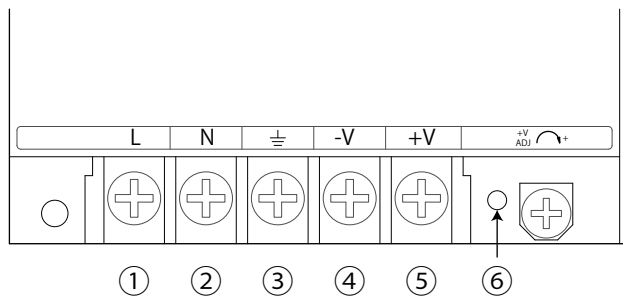 L N ⏚ -V +V +V ADJ +
① ② ③ ④ ⑤ ⑥